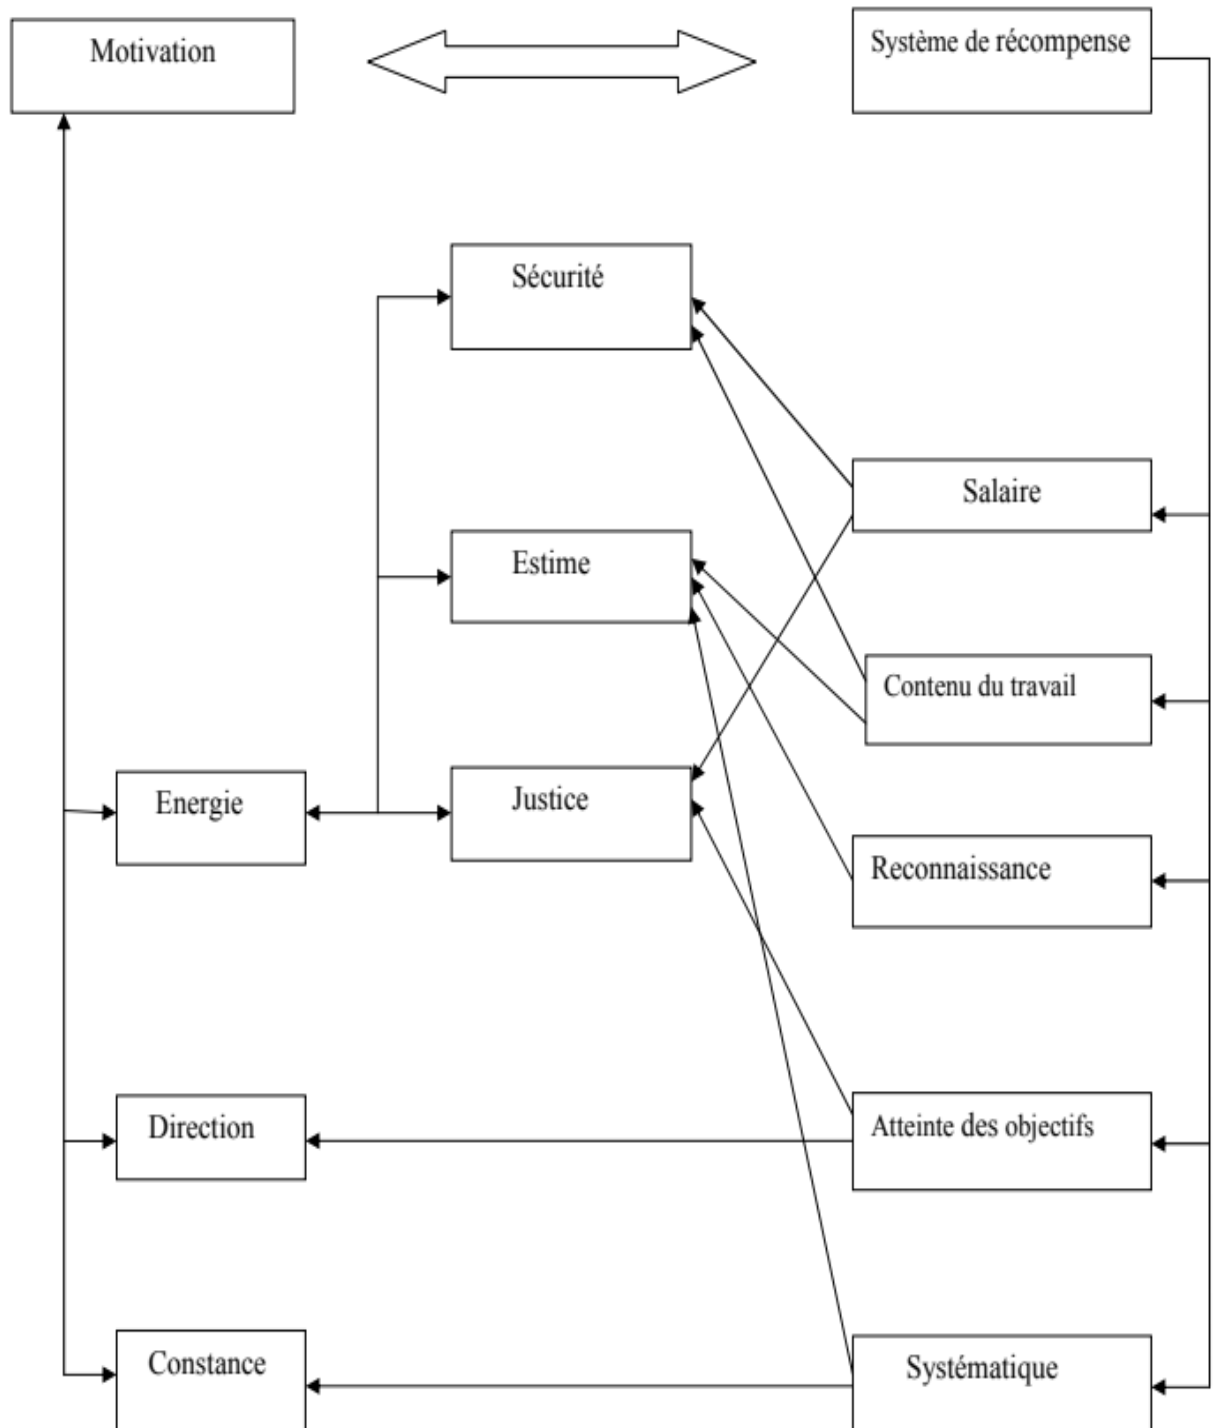 Motivation
Système de récompense
Sécurité
Salaire
Estime
Contenu du travail
Energie
Justice
Reconnaissance
Direction
Atteinte des objectifs
Constance
Systématique